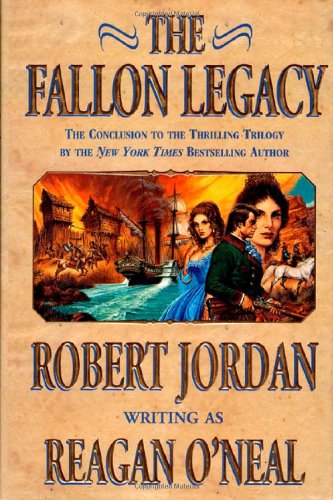 THE
FALLON LEGACY
THE CONCLUSION TO THE THRILLING TRILOGY
BY THE NEW YORK TIMES BESTSELLING AUTHOR
ROBERT JORDAN
WRITING AS
REAGAN O'NEAL